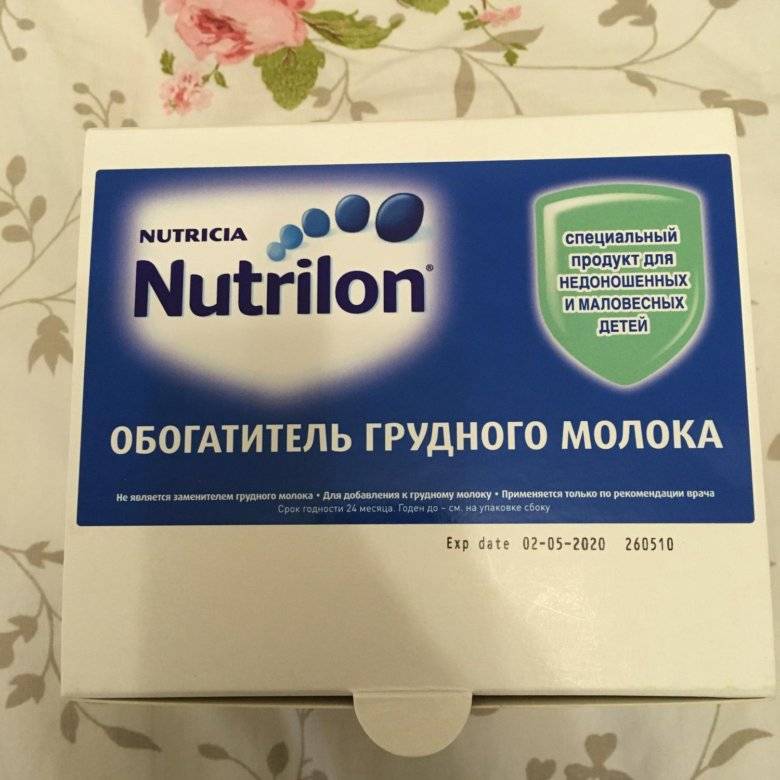 NUTRICIA
Nutrilon®
специальный
продукт для
НЕДОНОШЕННЫХ
И МАЛОВЕСНЫХ
ДЕТЕЙ
ОБОГАТИТЕЛЬ ГРУДНОГО МОЛОКА
Не является заменителем грудного молока • Для добавления к грудному молоку • Применяется только по рекомендации врача
Срок годности 24 месяца. Годен до – см. на упаковке сбоку
Exp date 02-05-2020 260510